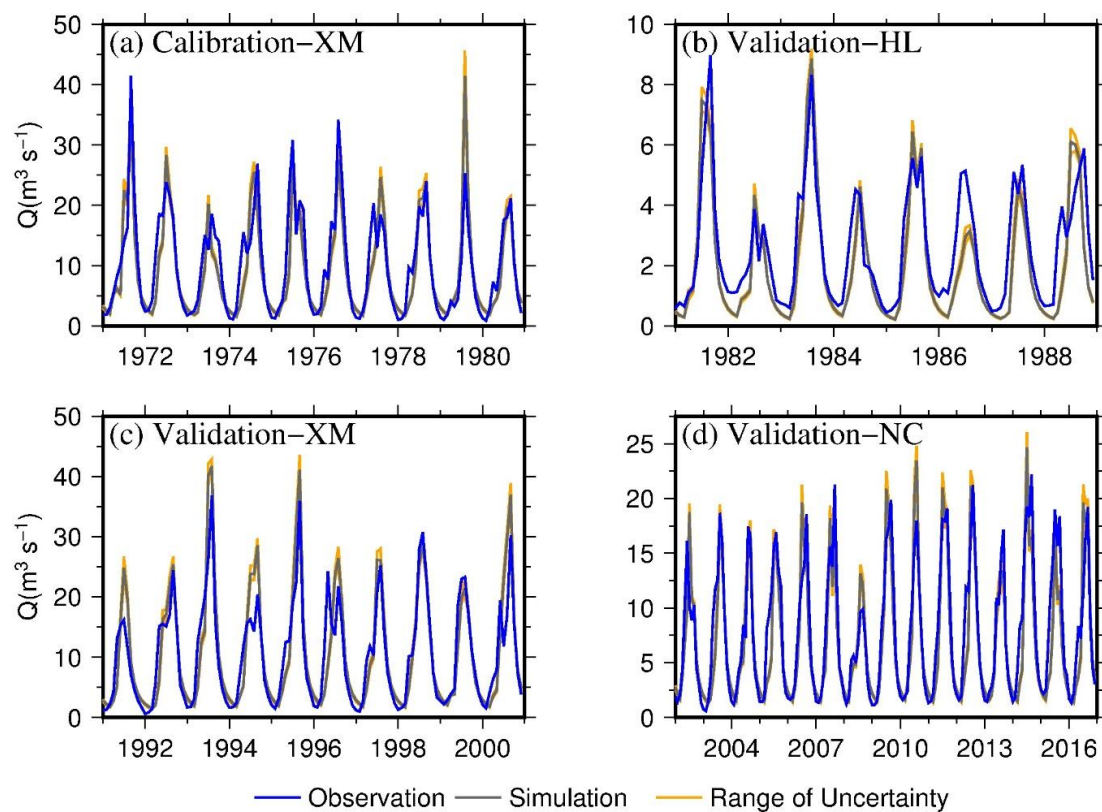 (a) Calibration−XM
50
40
30
20
10
0
Q(m³ s⁻¹)
1972 1974 1976 1978 1980
(b) Validation−HL
10
8
6
4
2
0
1982 1984 1986 1988
(c) Validation−XM
50
40
30
20
10
0
Q(m³ s⁻¹)
1992 1994 1996 1998 2000
(d) Validation−NC
25
20
15
10
5
0
2004 2007 2010 2013 2016
Observation Simulation Range of Uncertainty